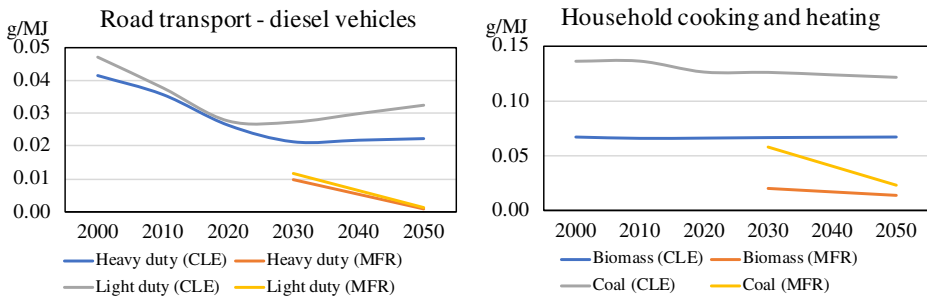 Road transport - diesel vehicles
g/MJ
0.05
0.04
0.03
0.02
0.01
0.00
2000 2010 2020 2030 2040 2050
Heavy duty (CLE) Heavy duty (MFR)
Light duty (CLE) Light duty (MFR)
Household cooking and heating
g/MJ
0.15
0.10
0.05
0.00
2000 2010 2020 2030 2040 2050
Biomass (CLE) Biomass (MFR)
Coal (CLE) Coal (MFR)